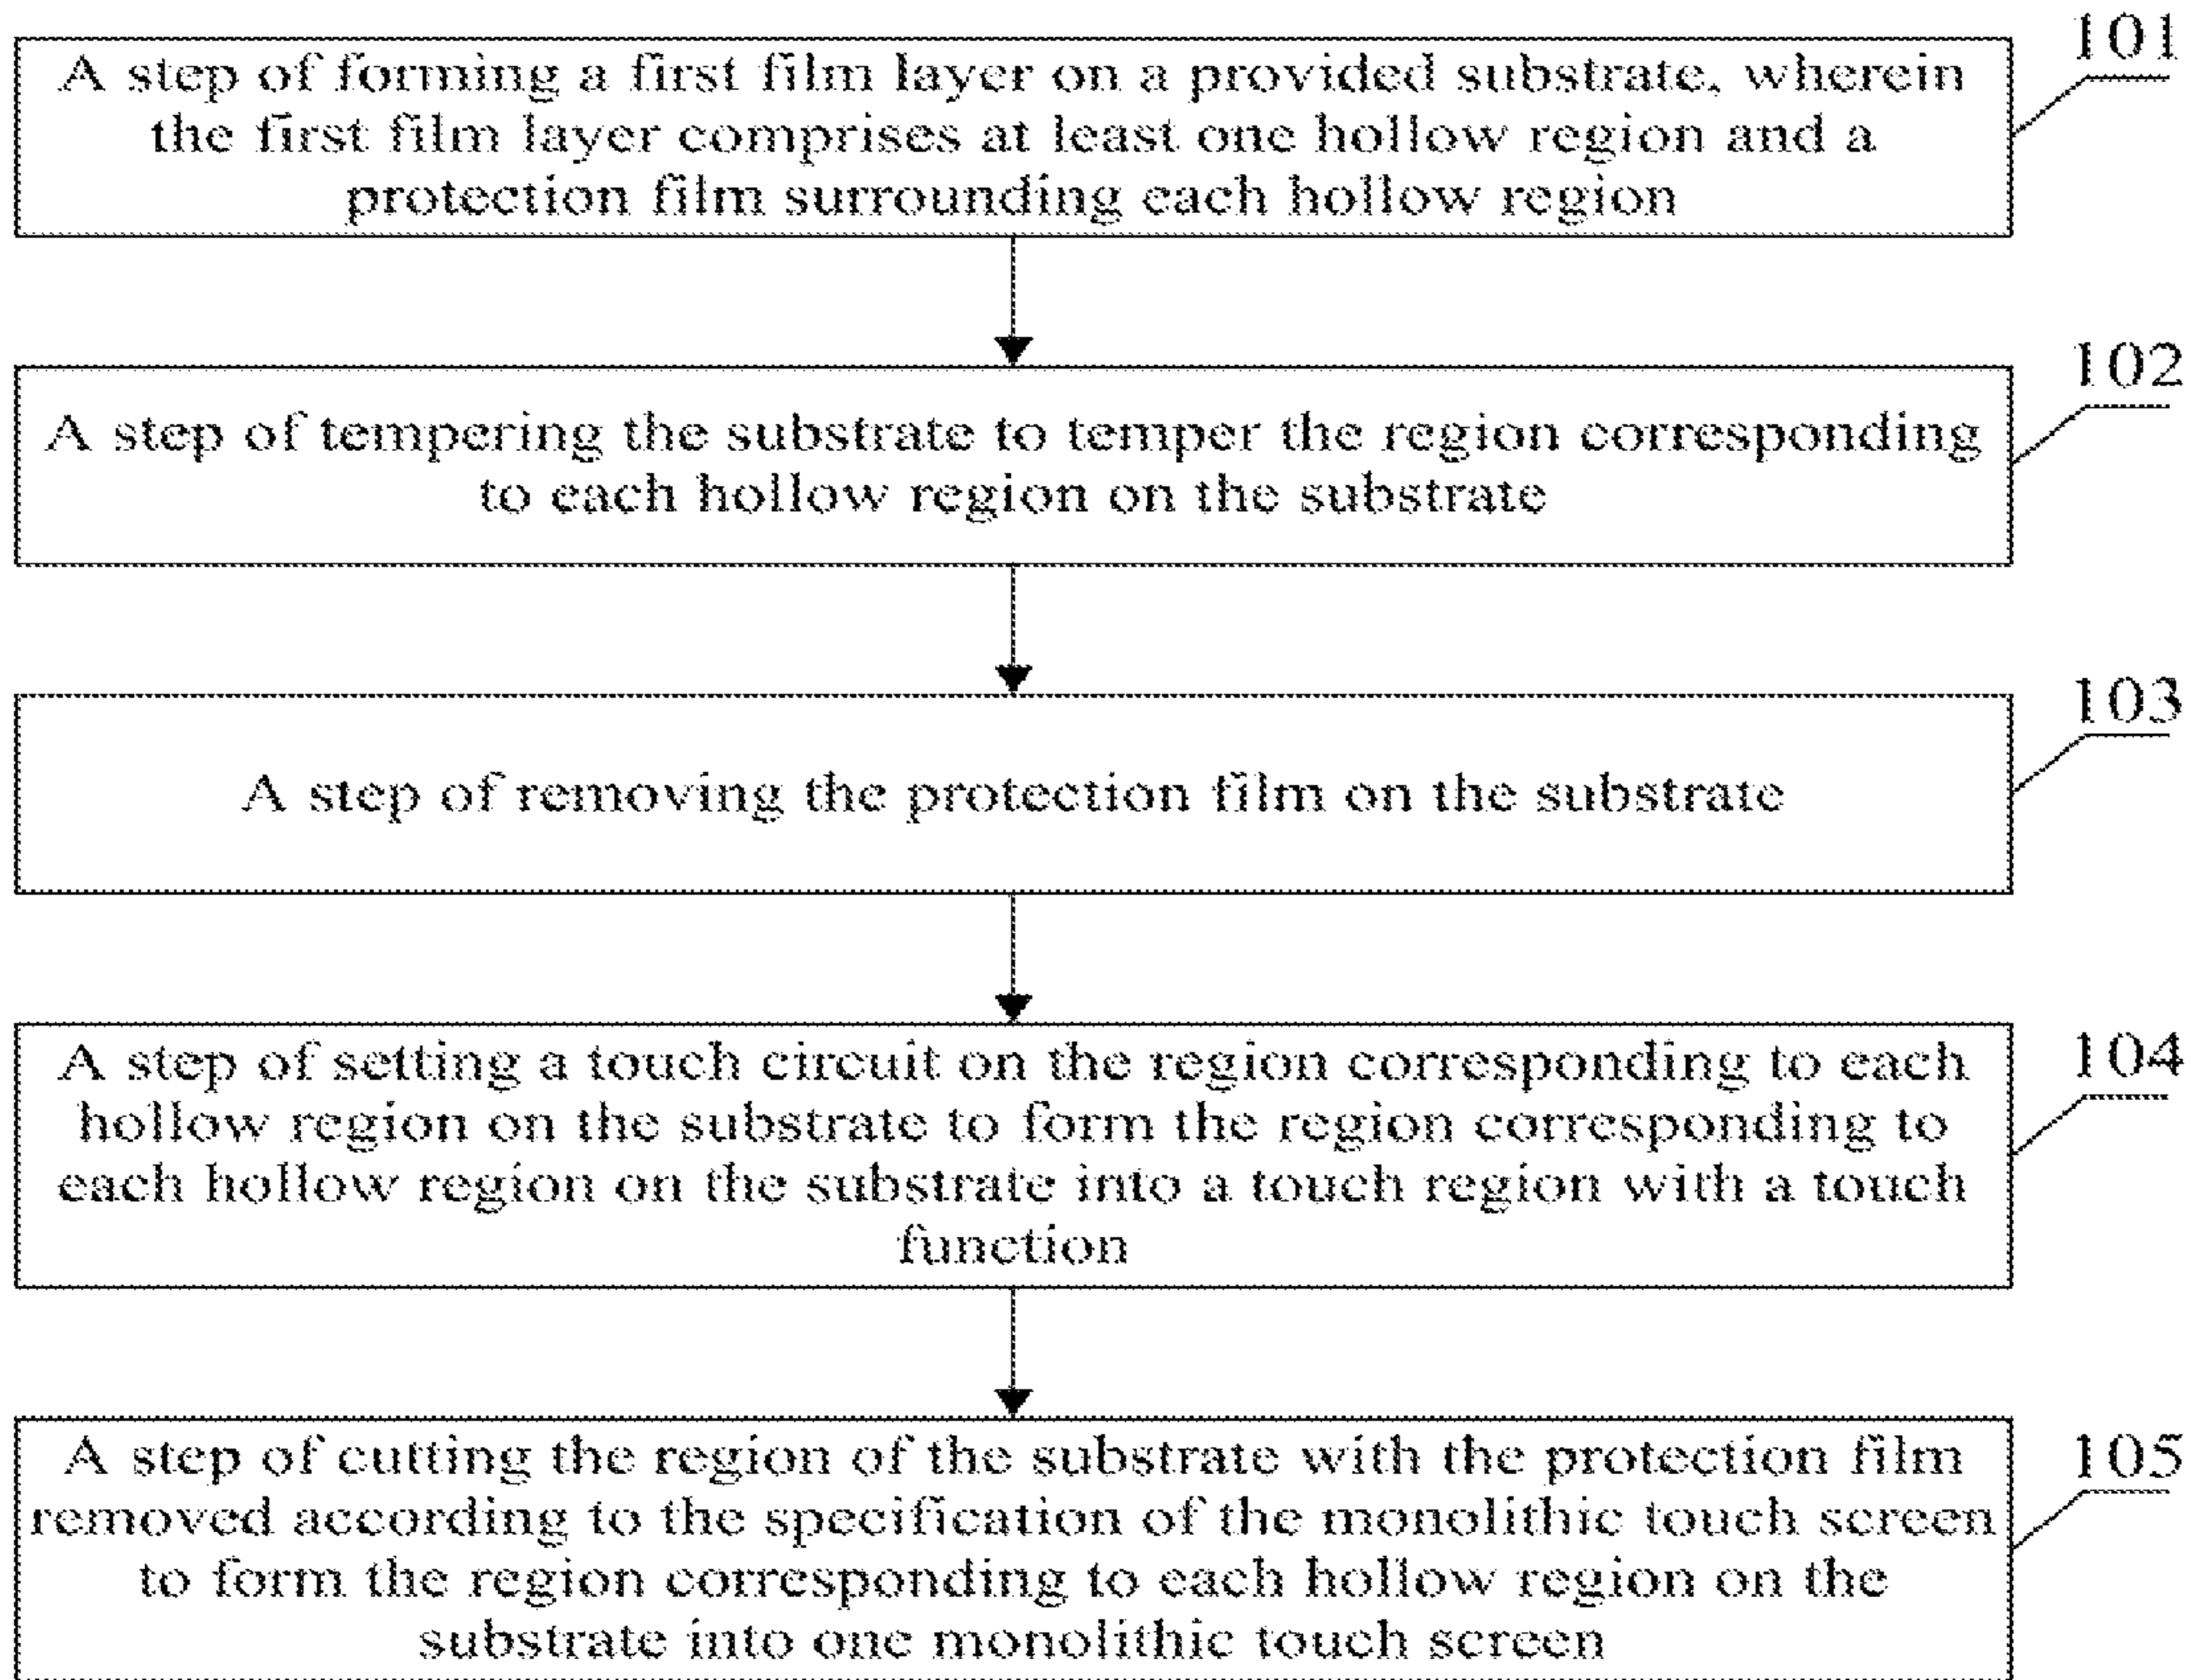 101
A step of forming a first film layer on a provided substrate, wherein
the first film layer comprises at least one hollow region and a
protection film surrounding each hollow region
102
A step of tempering the substrate to temper the region corresponding
to each hollow region on the substrate
103
A step of removing the protection film on the substrate
104
A step of setting a touch circuit on the region corresponding to each
hollow region on the substrate to form the region corresponding to
each hollow region on the substrate into a touch region with a touch
function
105
A step of cutting the region of the substrate with the protection film
removed according to the specification of the monolithic touch screen
to form the region corresponding to each hollow region on the
substrate into one monolithic touch screen